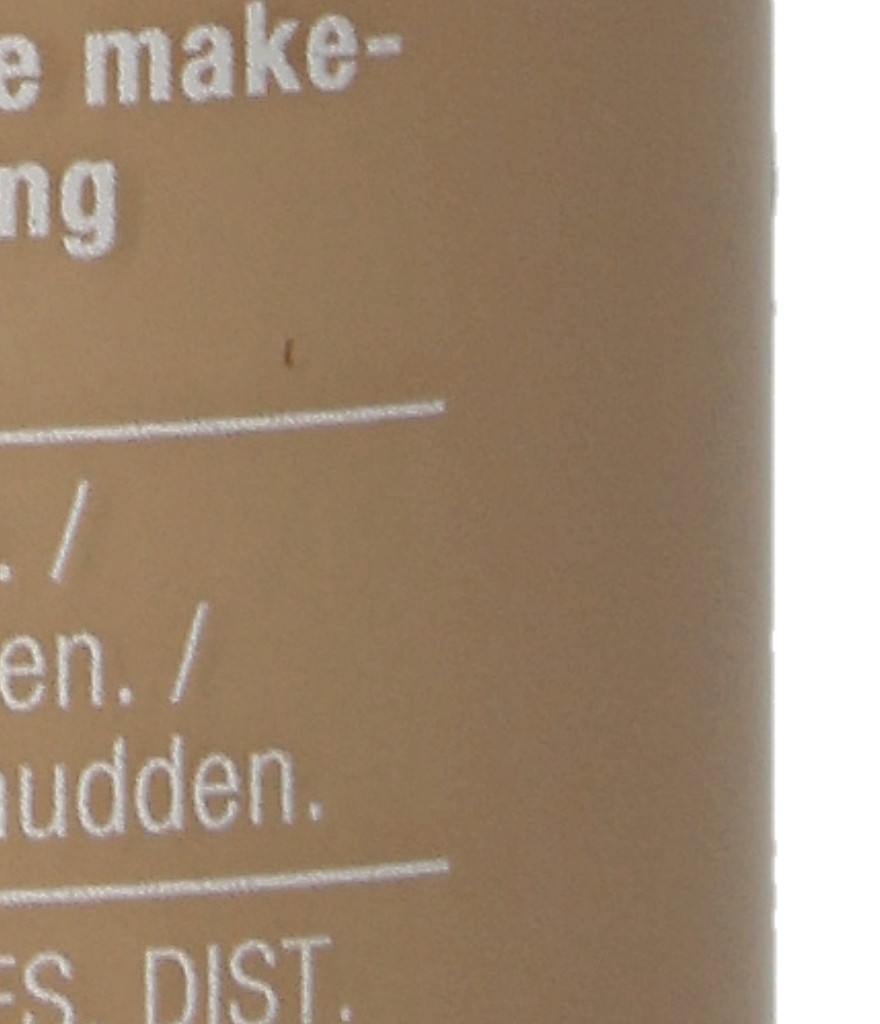 e make-
ng
. /
en. /
udden.
ES. DIST.